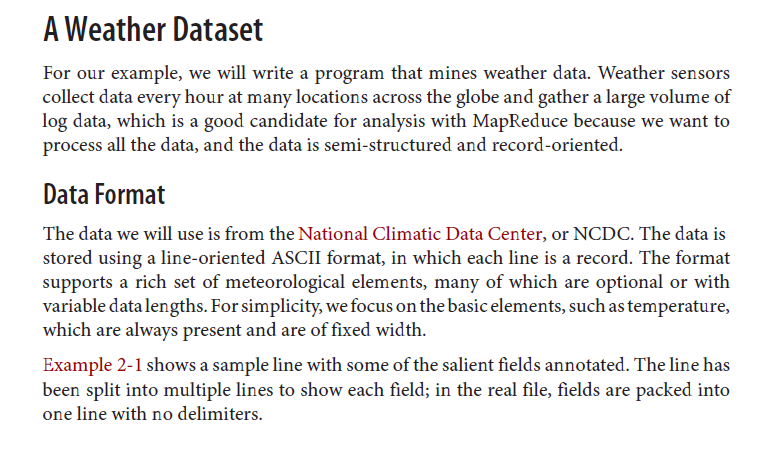 A Weather Dataset
For our example, we will write a program that mines weather data. Weather sensors
collect data every hour at many locations across the globe and gather a large volume of
log data, which is a good candidate for analysis with MapReduce because we want to
process all the data, and the data is semi-structured and record-oriented.
Data Format
The data we will use is from the National Climatic Data Center, or NCDC. The data is
stored using a line-oriented ASCII format, in which each line is a record. The format
supports a rich set of meteorological elements, many of which are optional or with
variable data lengths. For simplicity, we focus on the basic elements, such as temperature,
which are always present and are of fixed width.
Example 2-1 shows a sample line with some of the salient fields annotated. The line has
been split into multiple lines to show each field; in the real file, fields are packed into
one line with no delimiters.